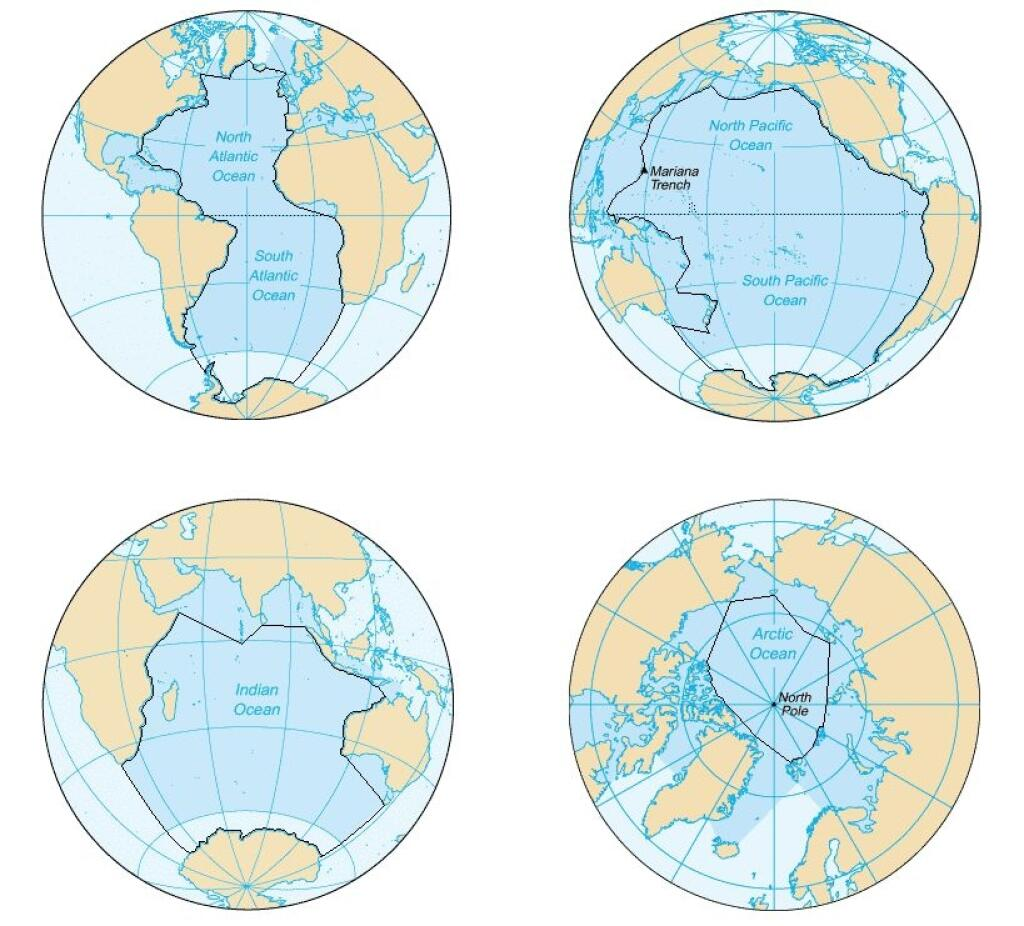 North
Atlantic
Ocean
South
Atlantic
Ocean
North Pacific
Ocean
Mariana
Trench
South Pacific
Ocean
Indian
Ocean
Arctic
Ocean
North
Pole